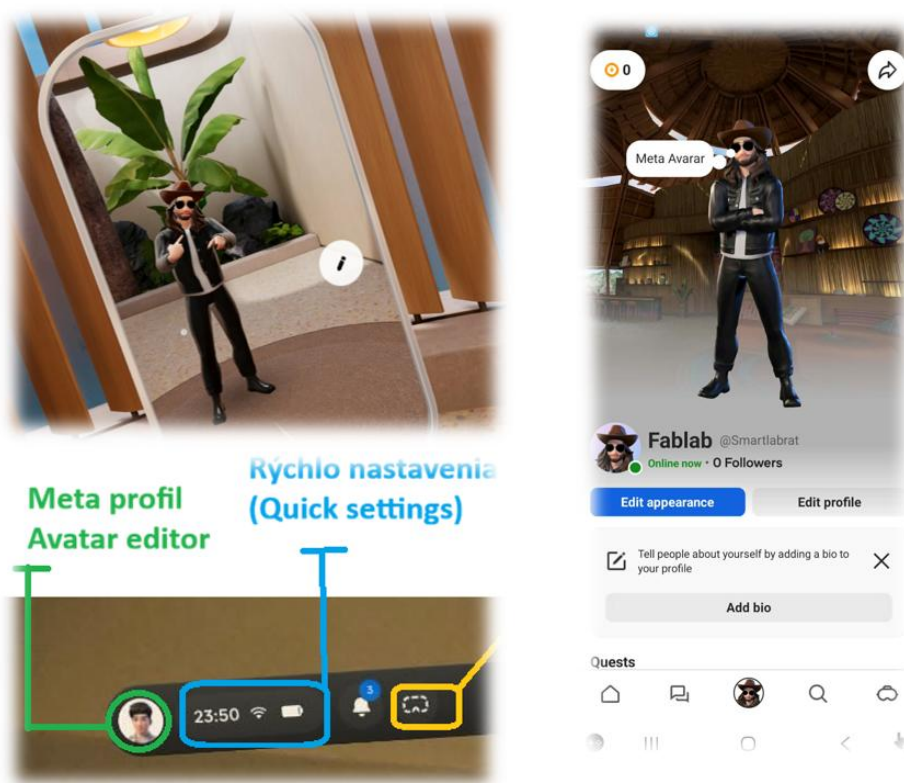 0
Meta Avarar
Fablab @Smartlabrat
Online now · 0 Followers
Edit appearance
Edit profile
Tell people about yourself by adding a bio to
your profile
Add bio
Quests
Rýchlo nastavenia
(Quick settings)
Meta profil
Avatar editor
23:50
3